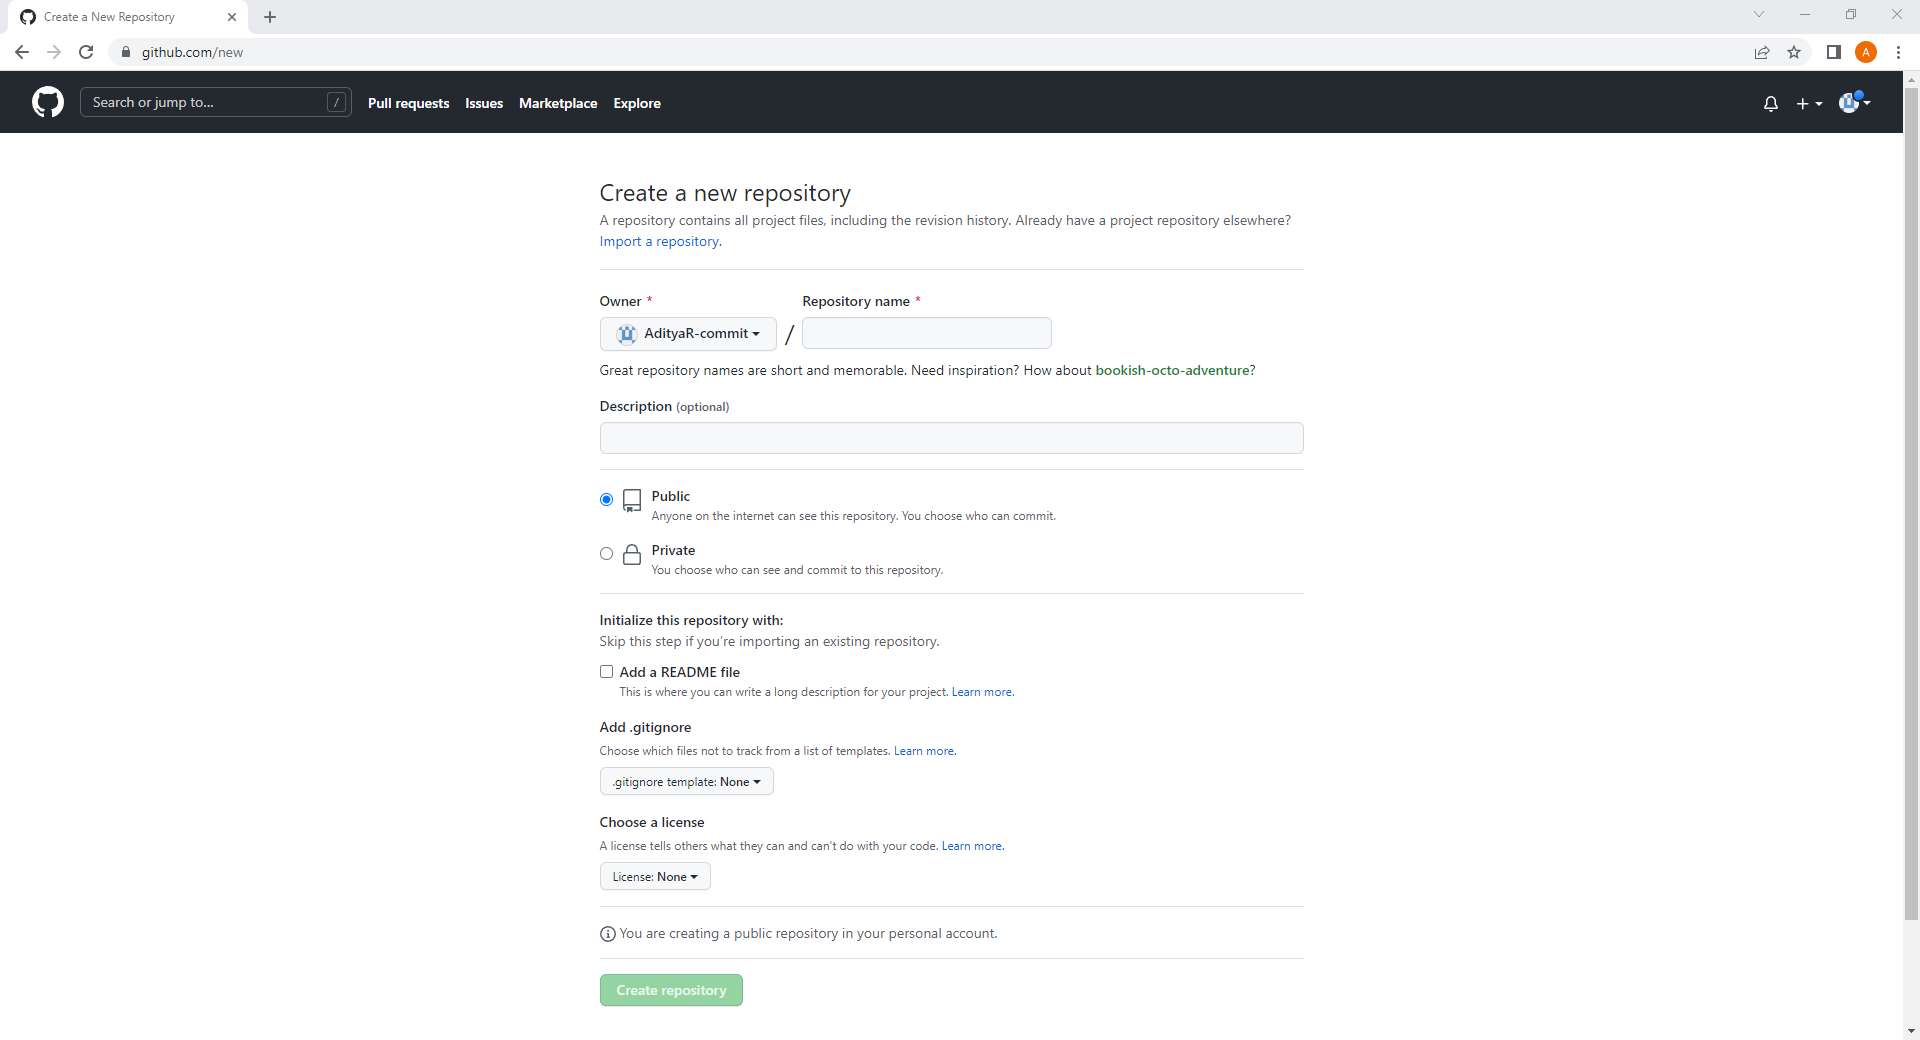 Create a New Repository
github.com/new
A
Search or jump to... /
Pull requests Issues Marketplace Explore
Create a new repository
A repository contains all project files, including the revision history. Already have a project repository elsewhere?
Import a repository.
Owner * Repository name *
AdityaR-commit /
Great repository names are short and memorable. Need inspiration? How about bookish-octo-adventure?
Description (optional)
Public
Anyone on the internet can see this repository. You choose who can commit.
Private
You choose who can see and commit to this repository.
Initialize this repository with:
Skip this step if you’re importing an existing repository.
Add a README file
This is where you can write a long description for your project. Learn more.
Add .gitignore
Choose which files not to track from a list of templates. Learn more.
.gitignore template: None
Choose a license
A license tells others what they can and can't do with your code. Learn more.
License: None
You are creating a public repository in your personal account.
Create repository